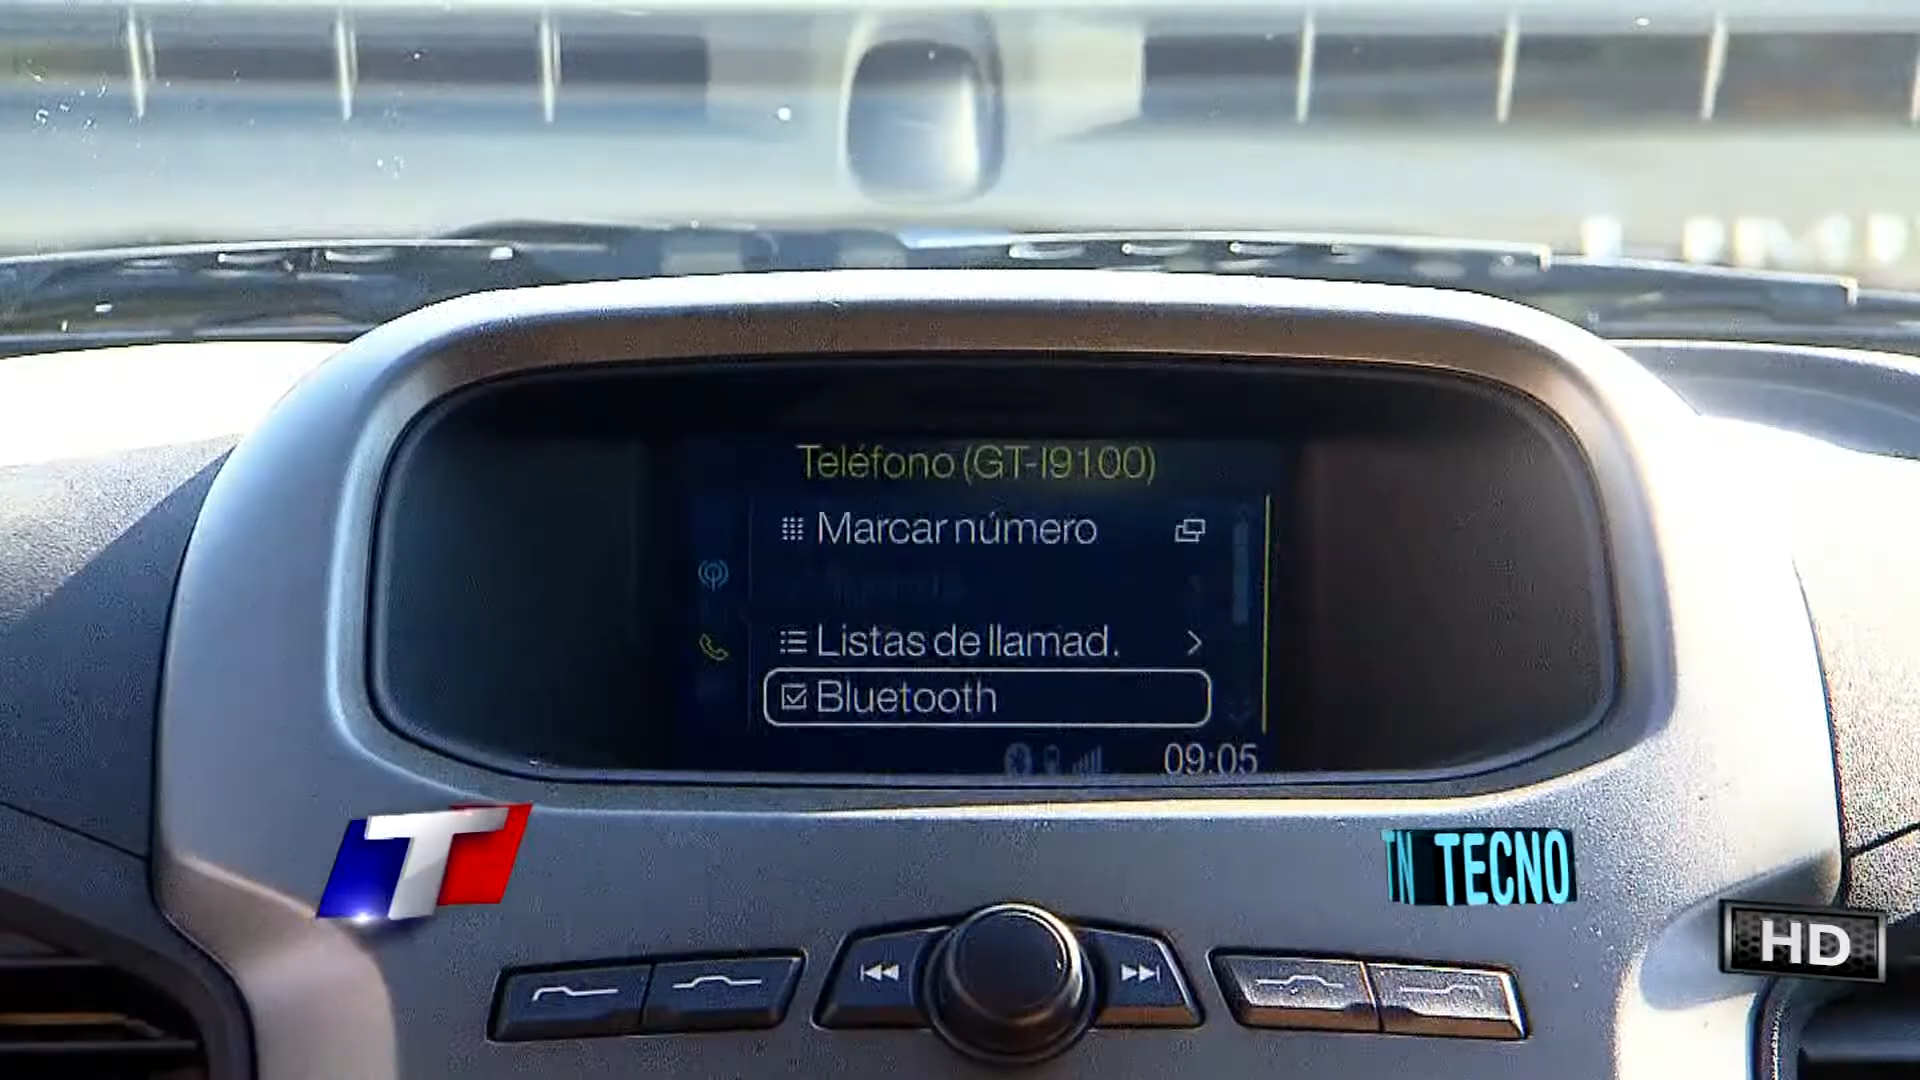 Teléfono (GT-I9100)
Marcar número
Listas de llamad.
Bluetooth
09:05
T
TN TECNO
HD